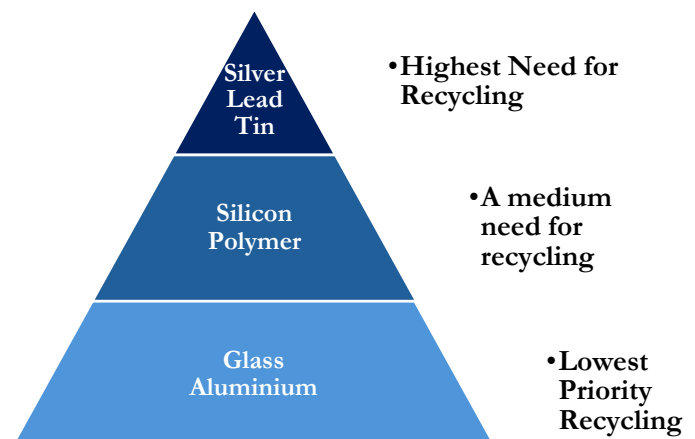 Silver
Lead
Tin
•Highest Need for
Recycling
Silicon
Polymer
•A medium
need for
recycling
Glass
Aluminium
•Lowest
Priority
Recycling